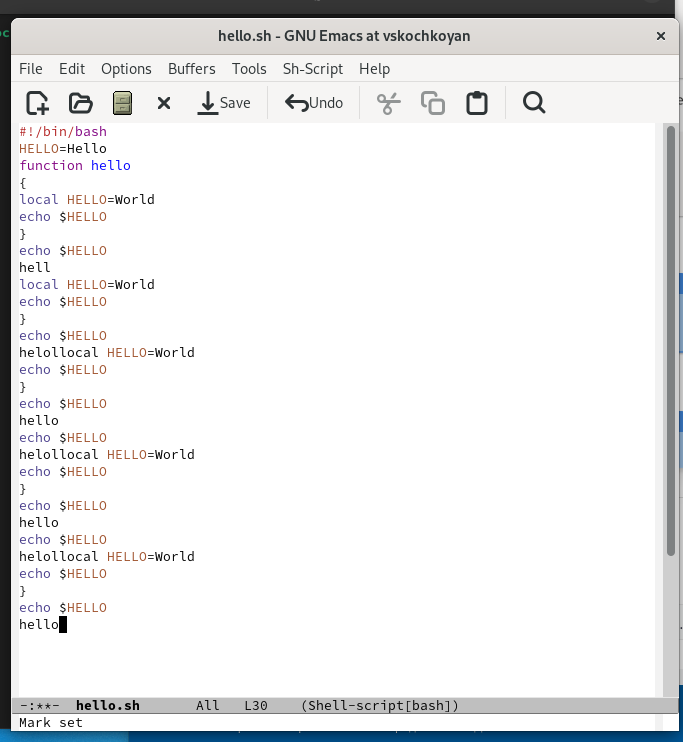 hello.sh - GNU Emacs at vskochkoyan
File Edit Options Buffers Tools Sh-Script Help
Save Undo
#!/bin/bash
HELLO=Hello
function hello
{
local HELLO=World
echo $HELLO
}
echo $HELLO
hell
local HELLO=World
echo $HELLO
}
echo $HELLO
helollocal HELLO=World
echo $HELLO
}
echo $HELLO
hello
echo $HELLO
helollocal HELLO=World
echo $HELLO
}
echo $HELLO
hello
echo $HELLO
helollocal HELLO=World
echo $HELLO
}
echo $HELLO
hello
-:**- hello.sh All L30 (Shell-script[bash])
Mark set